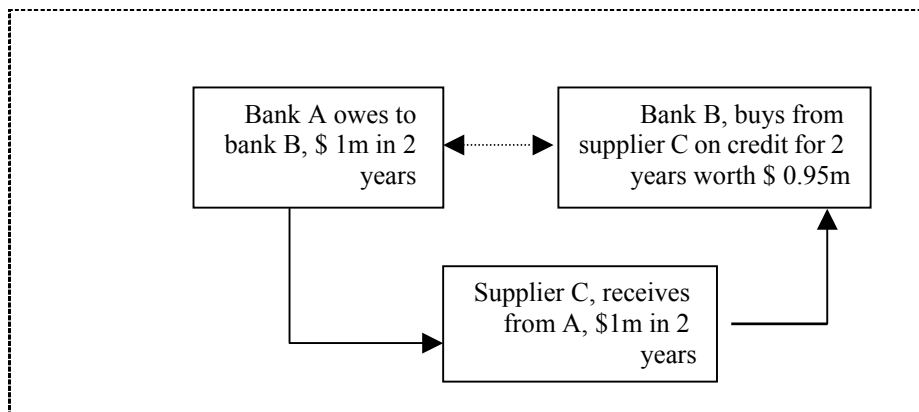 Bank A owes to
bank B, $ 1m in 2
years
Bank B, buys from
supplier C on credit for 2
years worth $ 0.95m
Supplier C, receives
from A, $1m in 2
years